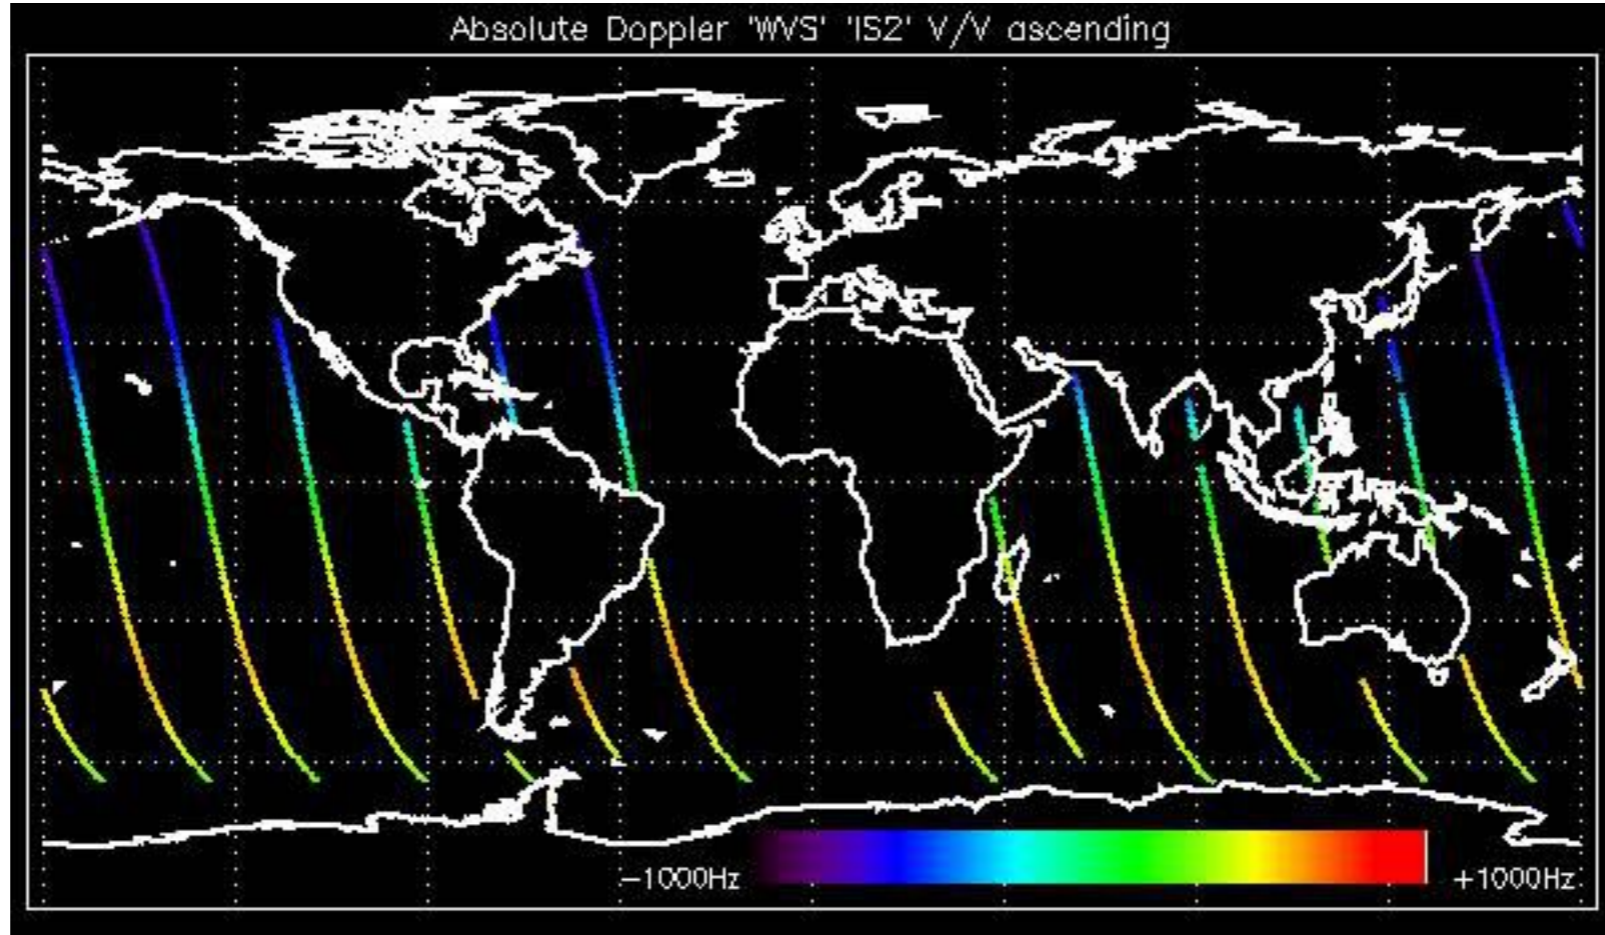 Absolute Doppler 'WVS' 'IS2' V/V ascending
-1000Hz
+1000Hz